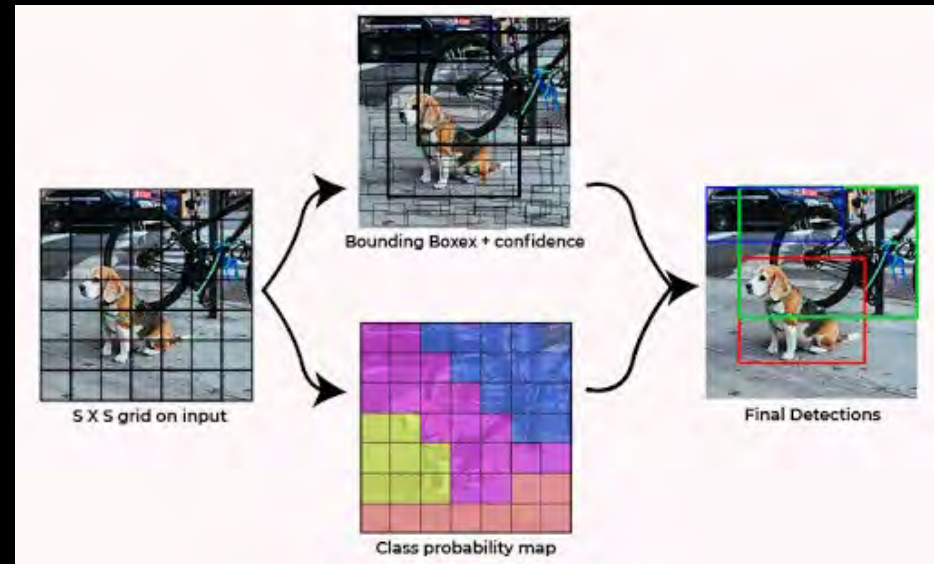 Bounding Boxex + confidence
S X S grid on input
Final Detections
Class probability map